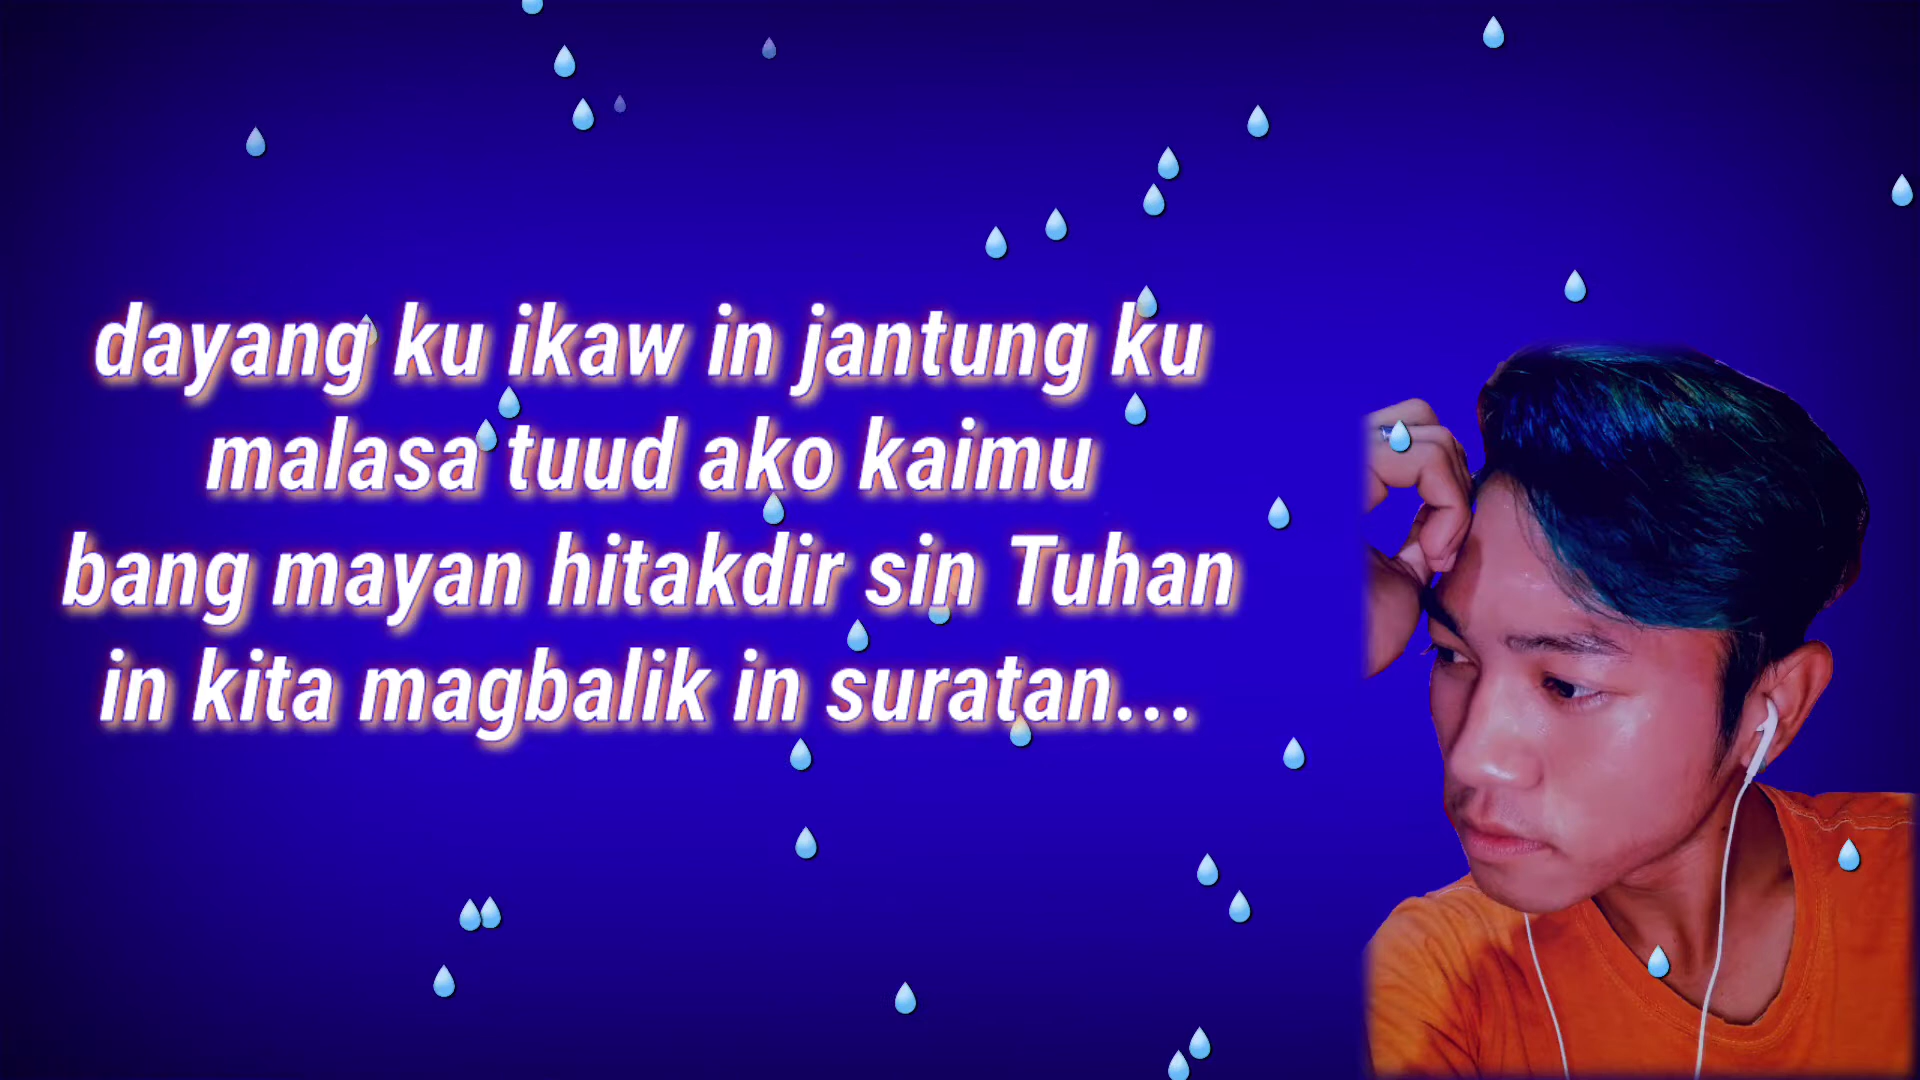 dayang ku ikaw in jantung ku
malasa tuud ako kaimu
bang mayan hitakdir sin Tuhan
in kita magbalik in suratan...